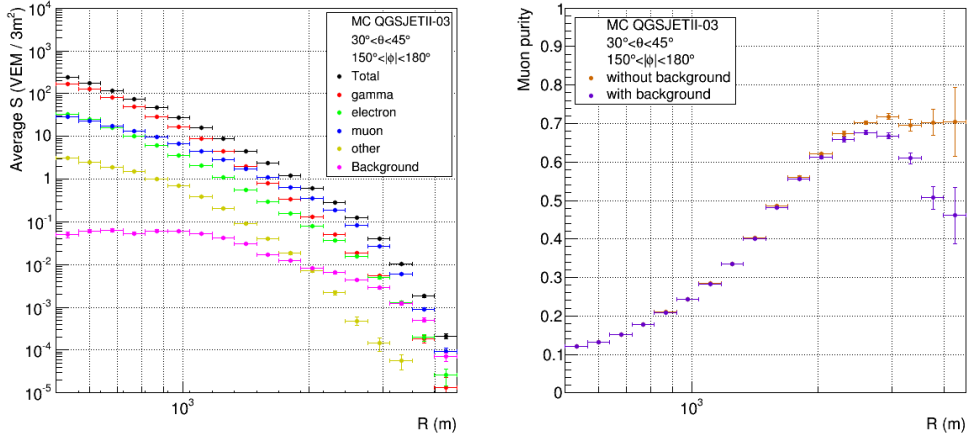 Average S (VEM / 3m²)
10⁴
10³
10²
10
1
10⁻¹
10⁻²
10⁻³
10⁻⁴
10⁻⁵
MC QGSJETII-03
30°<θ<45°
150°<|ϕ|<180°
Total
gamma
electron
muon
other
Background
10³
R (m)
Muon purity
1
0.9
0.8
0.7
0.6
0.5
0.4
0.3
0.2
0.1
0
MC QGSJETII-03
30°<θ<45°
150°<|ϕ|<180°
without background
with background
10³
R (m)